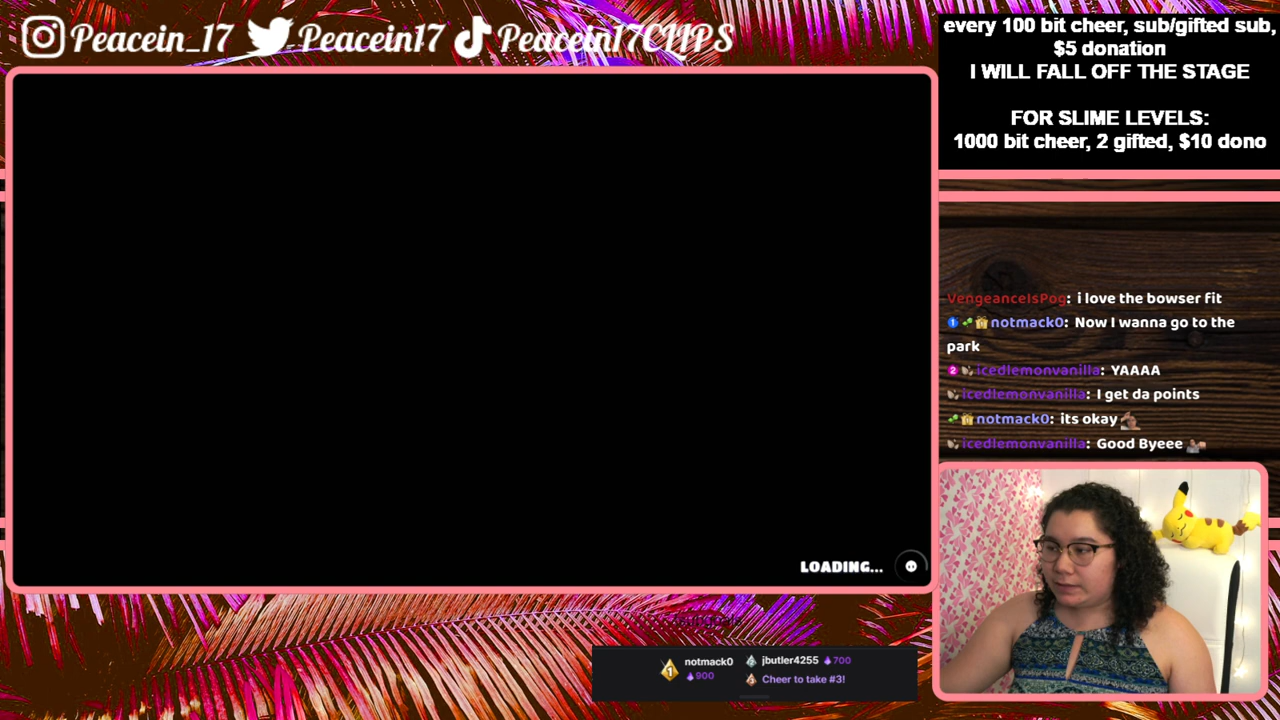 Peacein_17 Peacein17 Peacein17ClIPS
every 100 bit cheer, sub/gifted sub,
$5 donation
I WILL FALL OFF THE STAGE
FOR SLIME LEVELS:
1000 bit cheer, 2 gifted, $10 dono
VengeanceIsPog: i love the bowser fit
notmack0: Now I wanna go to the
park
icedlemonvanilla: YAAAA
icedlemonvanilla: I get da points
notmack0: its okay
icedlemonvanilla: Good Byeee
LOADING...
notmack0
900
jbutler4255 700
Cheer to take #3!